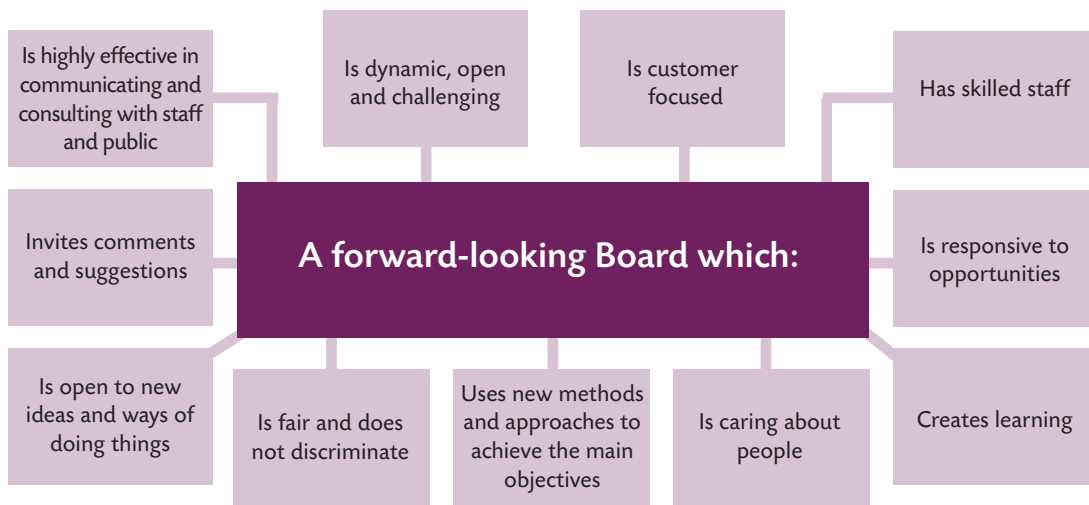 Is highly effective in
communicating and
consulting with staff
and public
Is dynamic, open
and challenging
Is customer
focused
Has skilled staff
Invites comments
and suggestions
A forward-looking Board which:
Is responsive to
opportunities
Is open to new
ideas and ways of
doing things
Is fair and does
not discriminate
Uses new methods
and approaches to
achieve the main
objectives
Is caring about
people
Creates learning